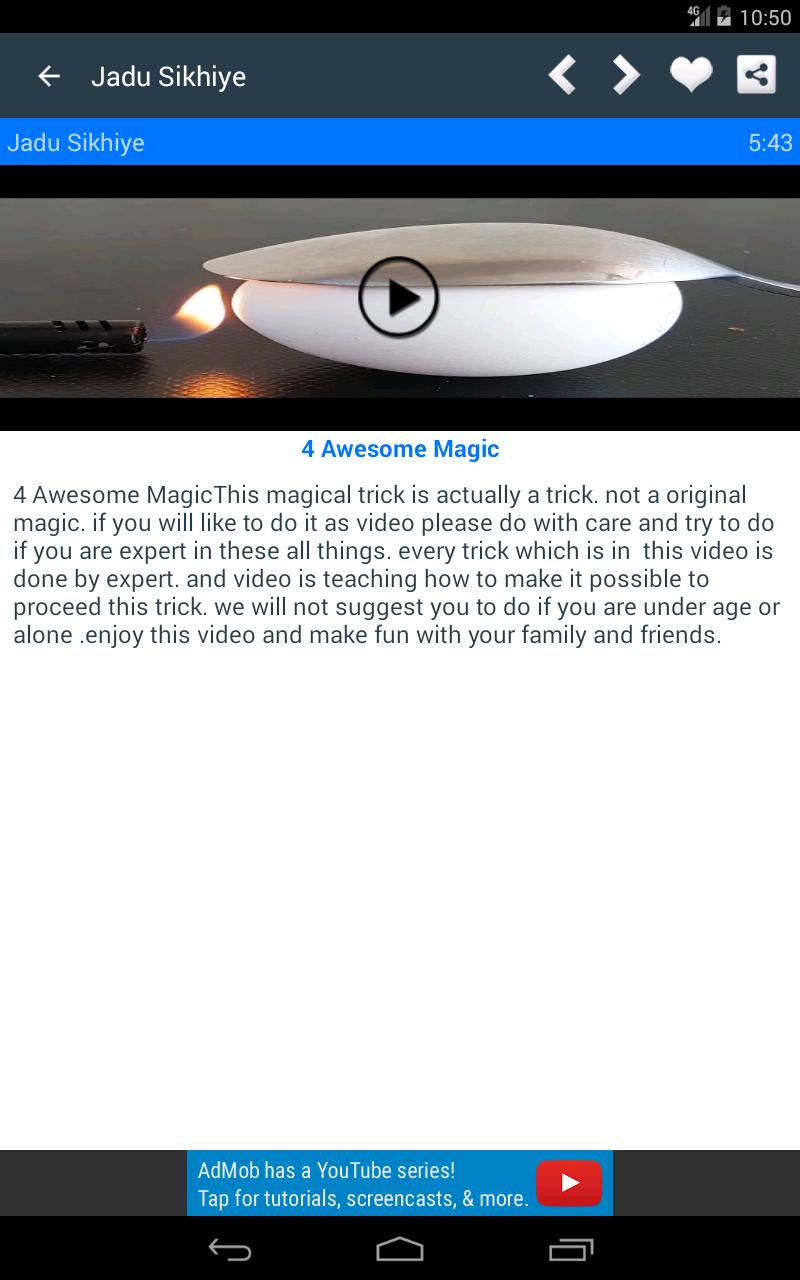 4G 10:50
Jadu Sikhiye
Jadu Sikhiye 5:43
4 Awesome Magic
4 Awesome MagicThis magical trick is actually a trick. not a original
magic. if you will like to do it as video please do with care and try to do
if you are expert in these all things. every trick which is in  this video is
done by expert. and video is teaching how to make it possible to
proceed this trick. we will not suggest you to do if you are under age or
alone .enjoy this video and make fun with your family and friends.
AdMob has a YouTube series!
Tap for tutorials, screencasts, & more.